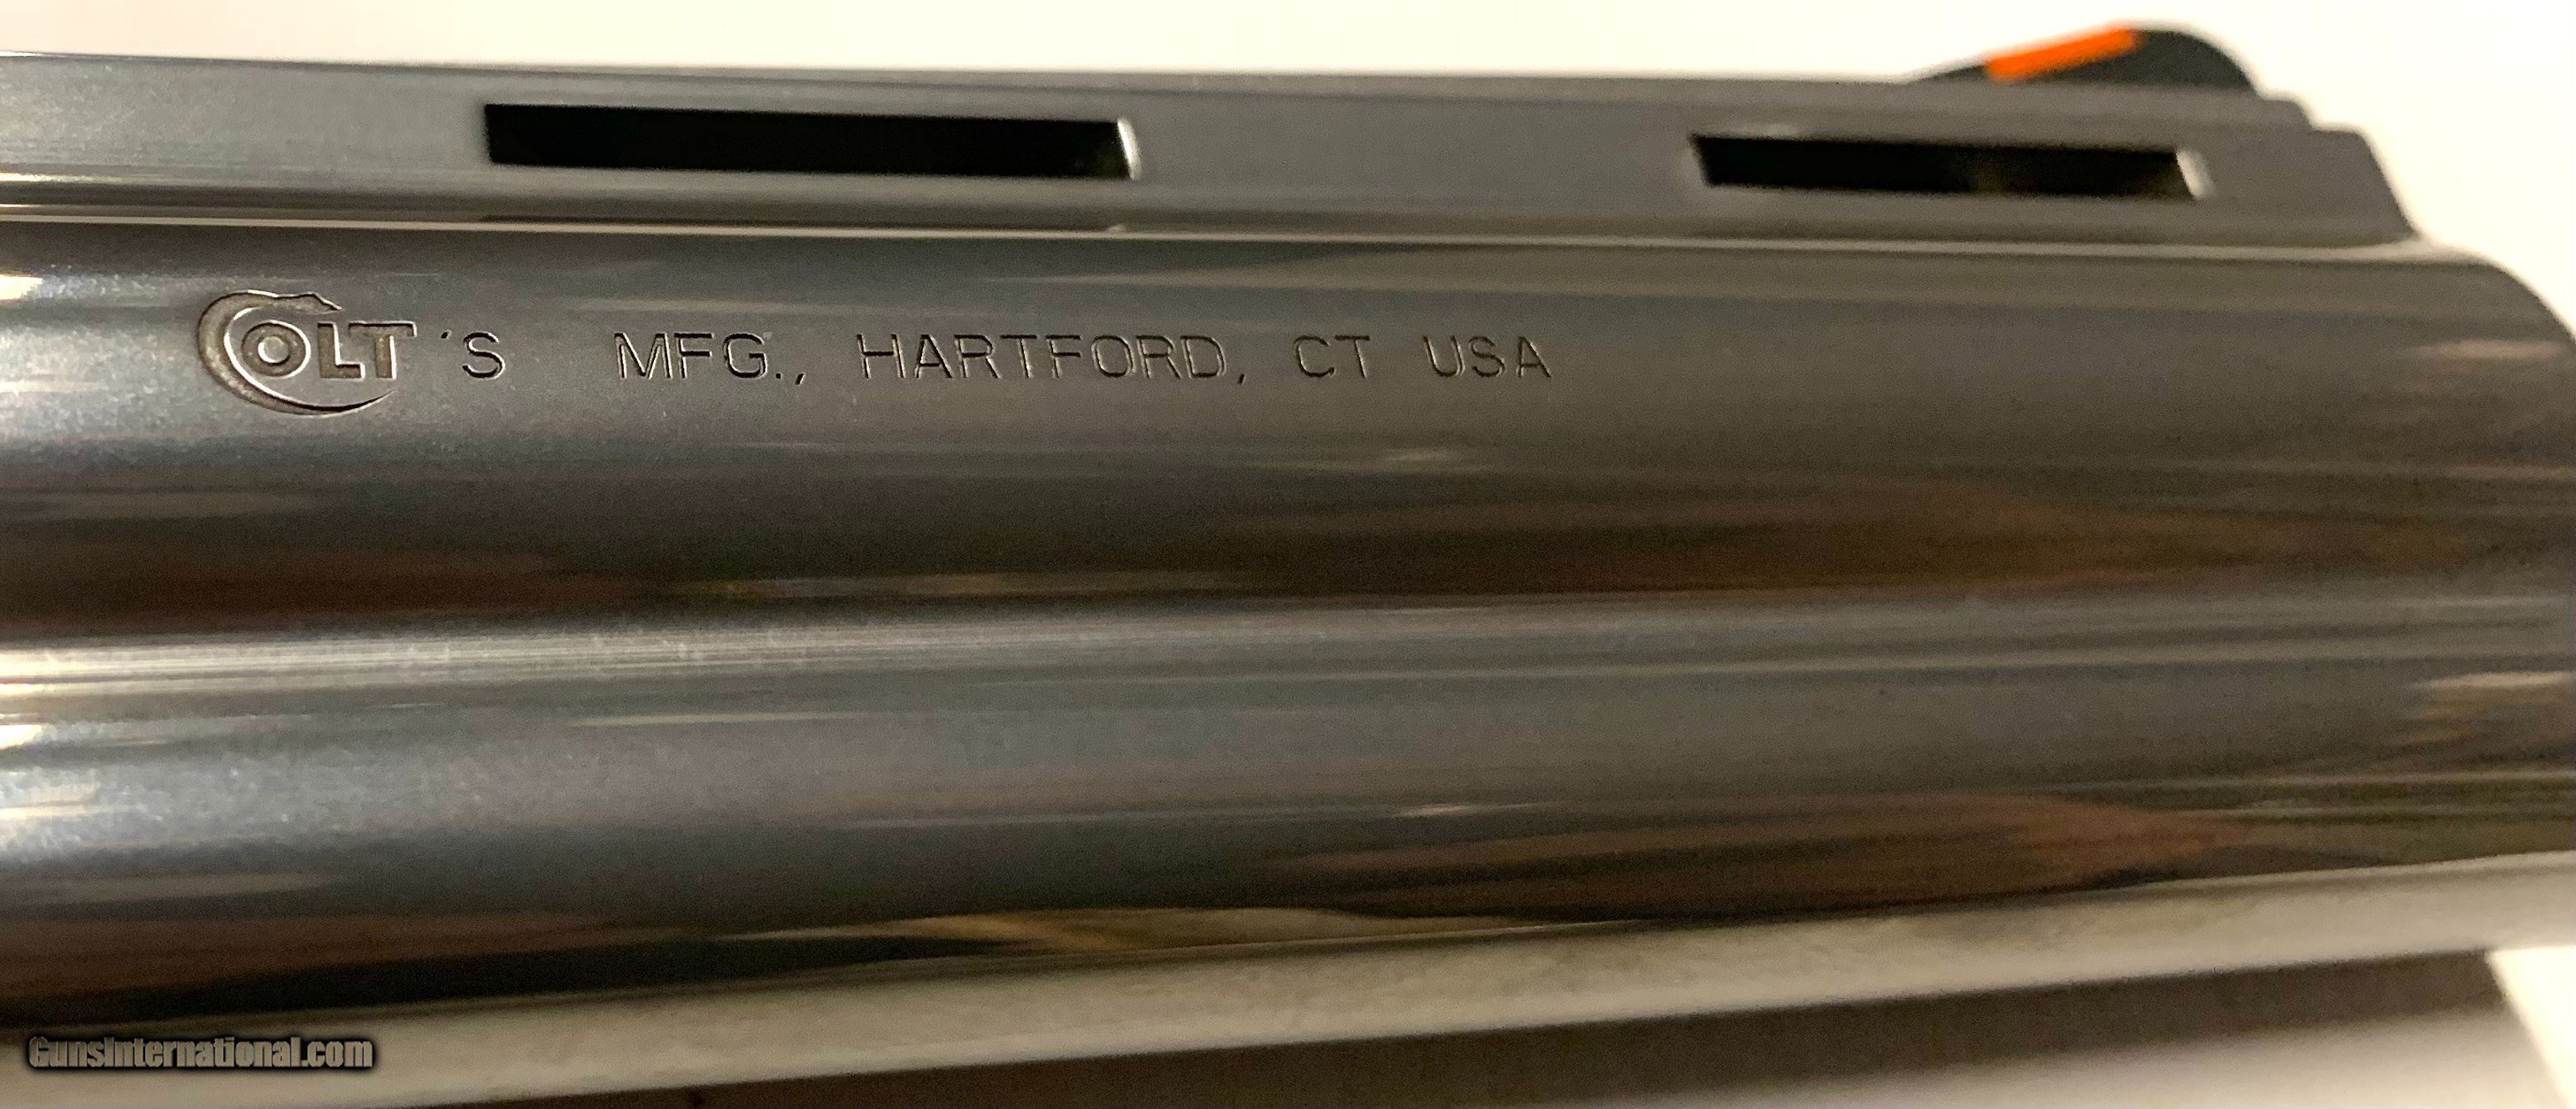 COLT'S MFG., HARTFORD, CT USA
GunsInternational.com